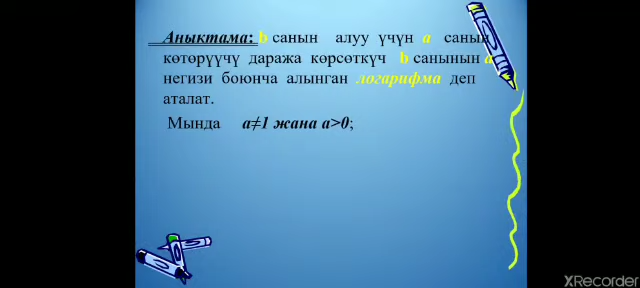 Аныктама: b санын алуу үчүн a санын
көтөрүүчү даража көрсөткүч b санынын a
негизи боюнча алынган логарифма деп
аталат.
Мында a≠1 жана a>0;
XRecorder